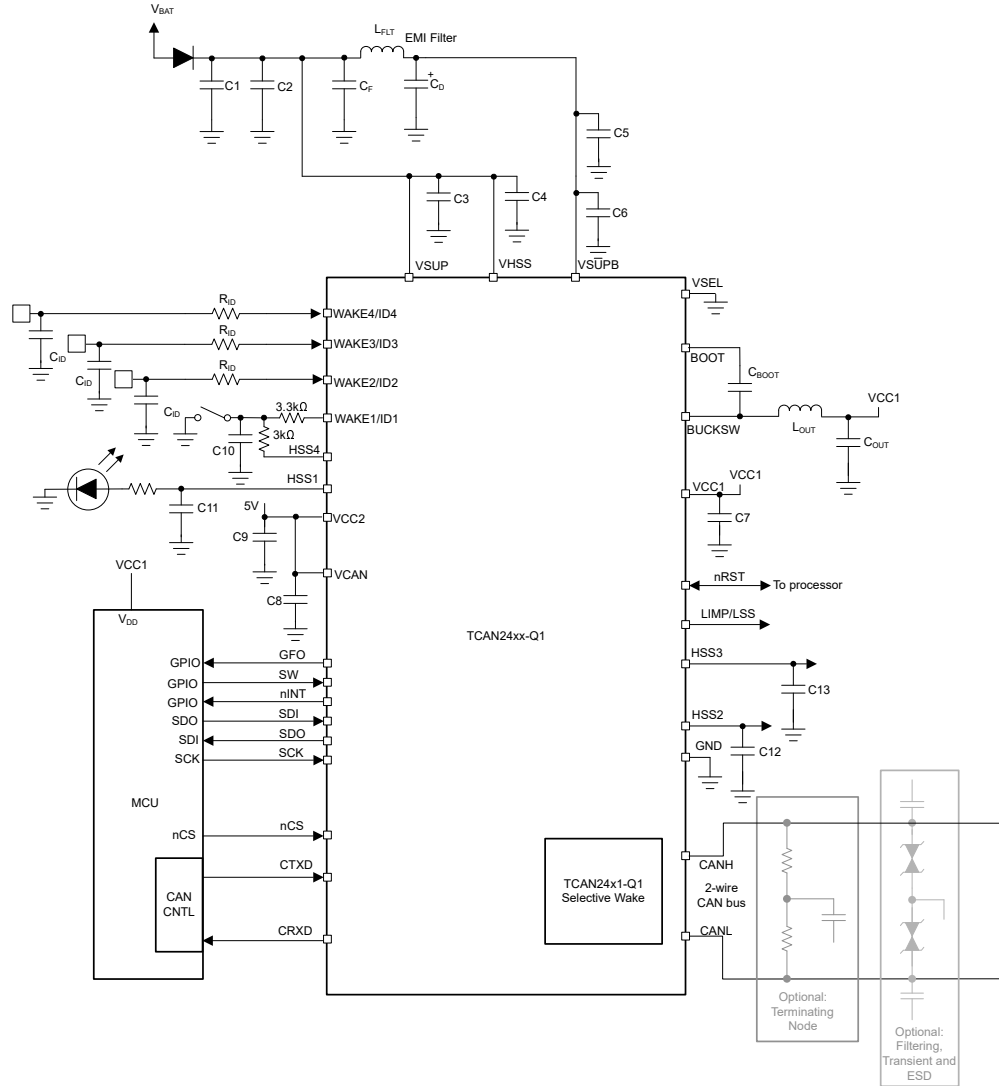 VBAT
LFLT EMI Filter
C1
C2
CF
+
CD
C5
C3
C4
C6
VSUP
VHSS
VSUPB
VSEL
RID
WAKE4/ID4
CID
RID
WAKE3/ID3
BOOT
CID
RID
WAKE2/ID2
CBOOT
VCC1
CID
3.3kΩ
WAKE1/ID1
BUCKSW
LOUT
COUT
3kΩ
C10
HSS4
HSS1
VCC1
VCC1
C11
5V
VCC2
C7
C9
VCAN
nRST
To processor
C8
VCC1
VDD
LIMP/LSS
TCAN24xx-Q1
GPIO
GFO
HSS3
GPIO
SW
C13
GPIO
nINT
SDO
SDI
HSS2
SDI
SDO
GND
C12
SCK
SCK
MCU
nCS
nCS
CTXD
CANH
CAN
CNTL
TCAN24x1-Q1
Selective Wake
2-wire
CAN bus
CRXD
CANL
Optional:
Terminating
Node
Optional:
Filtering,
Transient and
ESD